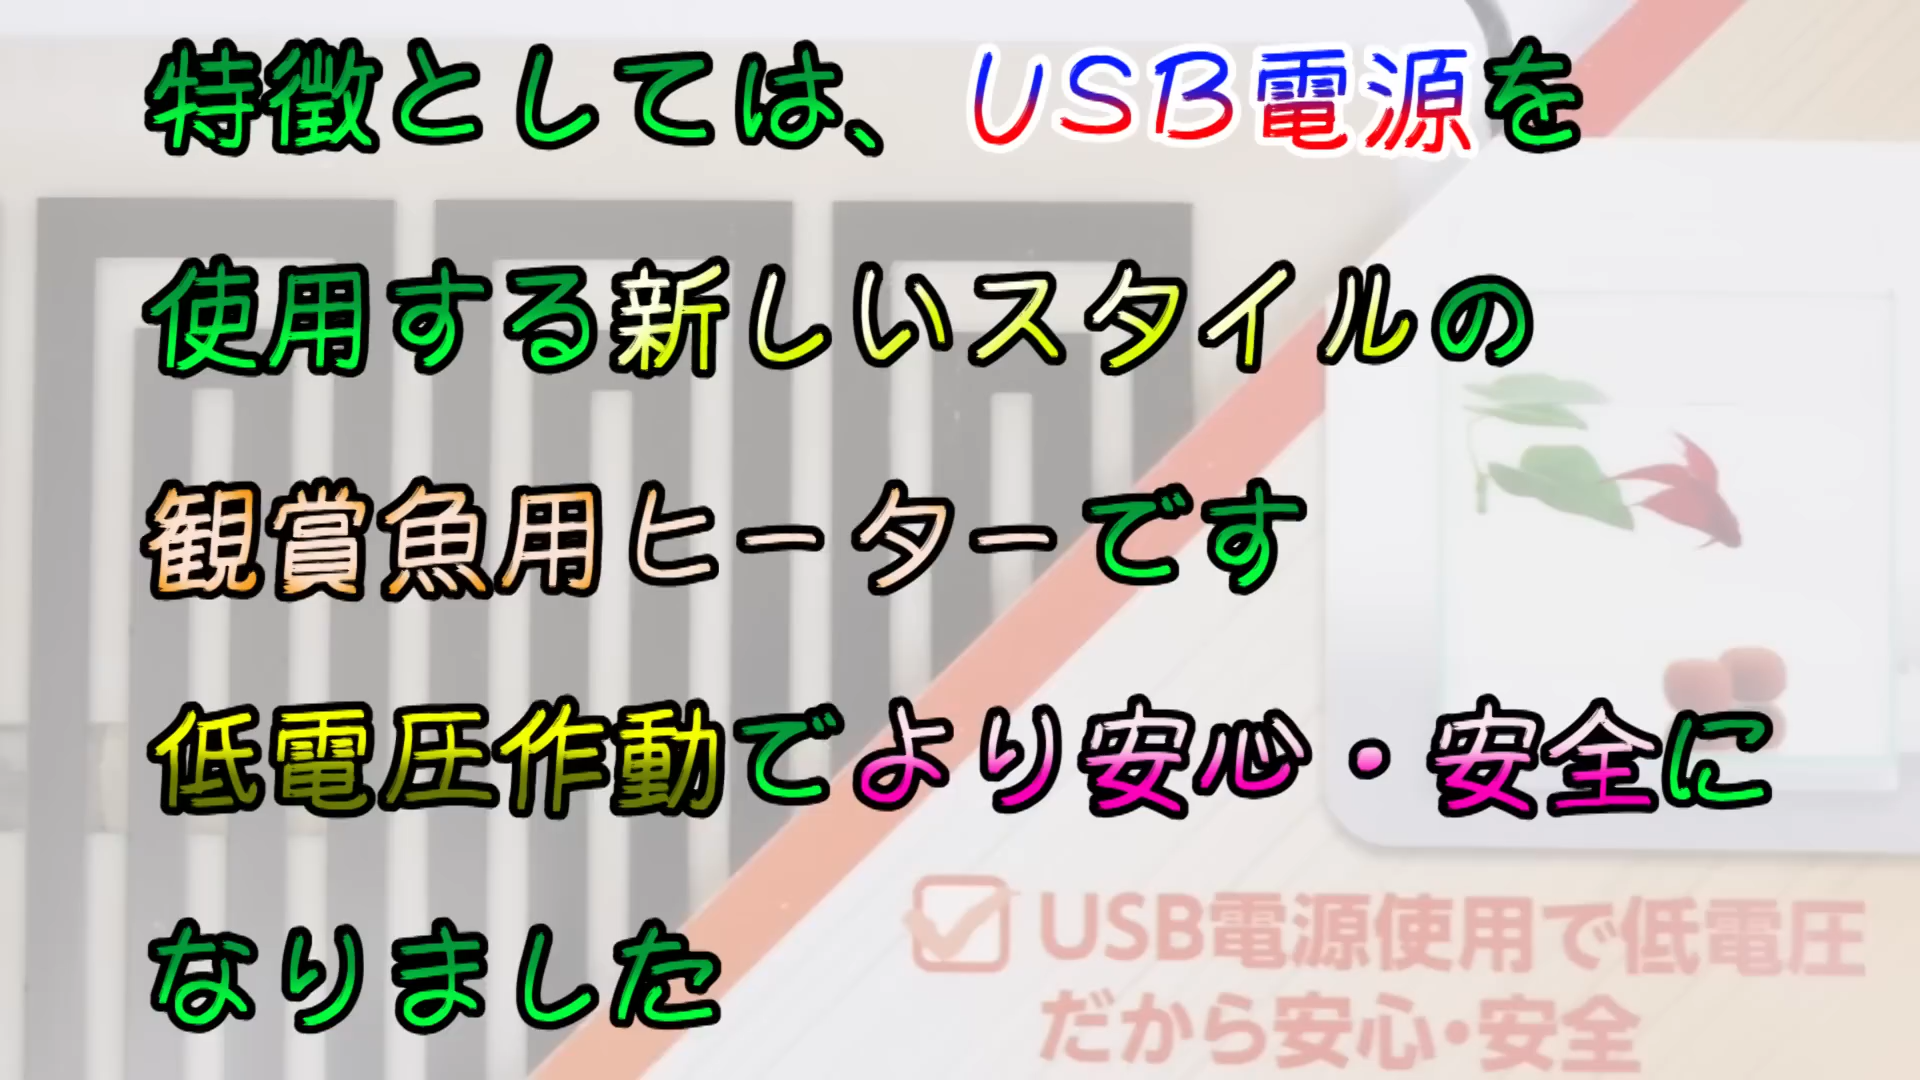 特徴としては、USB電源を
使用する新しいスタイルの
観賞魚用ヒーターです
低電圧作動でより安心・安全に
なりました
USB電源使用で低電圧
だから安心・安全